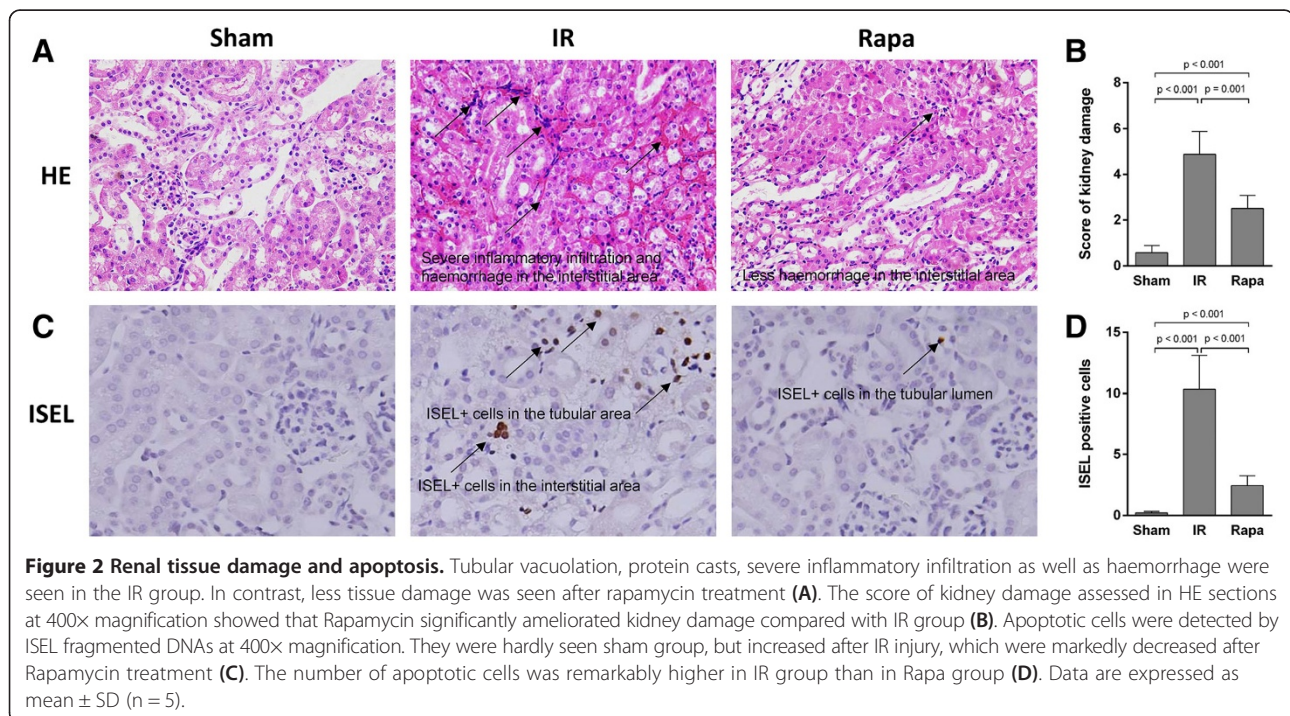 Sham
IR
Rapa
A
HE
Severe inflammatory infiltration and
haemorrhage in the interstitial area
Less haemorrhage in the interstitial area
B
Score of kidney damage
8
6
4
2
0
p < 0.001
p < 0.001
p = 0.001
Sham
IR
Rapa
C
ISEL
ISEL+ cells in the tubular area
ISEL+ cells in the interstitial area
ISEL+ cells in the tubular lumen
D
ISEL positive cells
15
10
5
0
p < 0.001
p < 0.001
p < 0.001
Sham
IR
Rapa
Figure 2 Renal tissue damage and apoptosis. Tubular vacuolation, protein casts, severe inflammatory infiltration as well as haemorrhage were
seen in the IR group. In contrast, less tissue damage was seen after rapamycin treatment (A). The score of kidney damage assessed in HE sections
at 400× magnification showed that Rapamycin significantly ameliorated kidney damage compared with IR group (B). Apoptotic cells were detected by
ISEL fragmented DNAs at 400× magnification. They were hardly seen sham group, but increased after IR injury, which were markedly decreased after
Rapamycin treatment (C). The number of apoptotic cells was remarkably higher in IR group than in Rapa group (D). Data are expressed as
mean ± SD (n = 5).